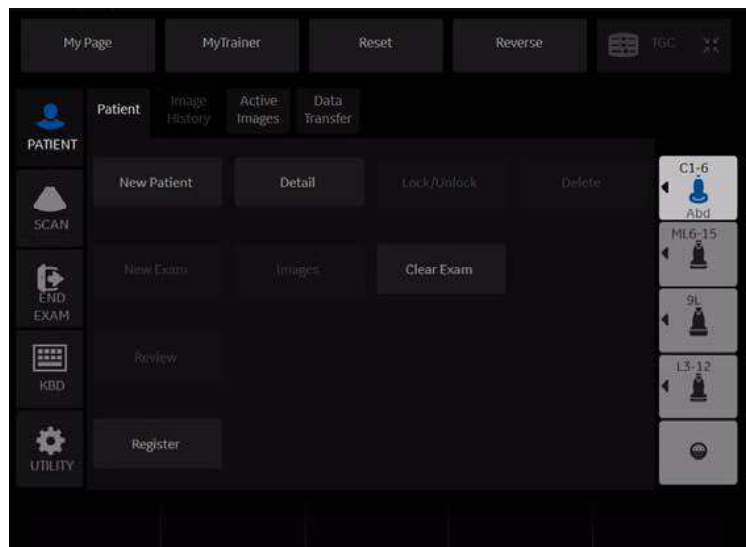 My Page
MyTrainer
Reset
Reverse
TGC
Patient
Image
History
Active
Images
Data
Transfer
PATIENT
SCAN
END
EXAM
KBD
UTILITY
New Patient
Detail
Lock/Unlock
Delete
New Exam
Images
Clear Exam
Review
Register
C1-6
Abd
ML6-15
9L
L3-12